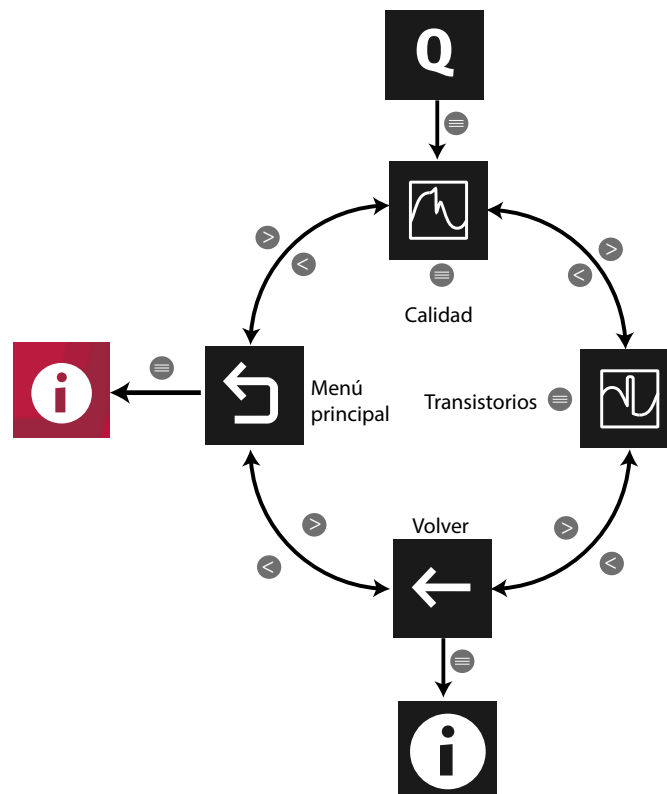 Q
Calidad
Menú
principal
Transistorios
Volver